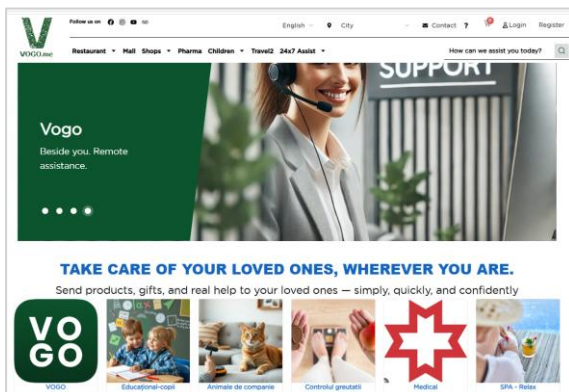 Follow us on
English
City
Contact
?
Login
Register
VOGO.me
Restaurant
Mall
Shops
Pharma
Children
Travel2
24x7 Assist
How can we assist you today?
SUPPORT
Vogo
Beside you. Remote
assistance.
TAKE CARE OF YOUR LOVED ONES, WHEREVER YOU ARE.
Send products, gifts, and real help to your loved ones — simply, quickly, and confidently
VO
GO
VOGO
Educațional-copii
Animale de companie
Controlul greutatii
Medical
SPA - Relax